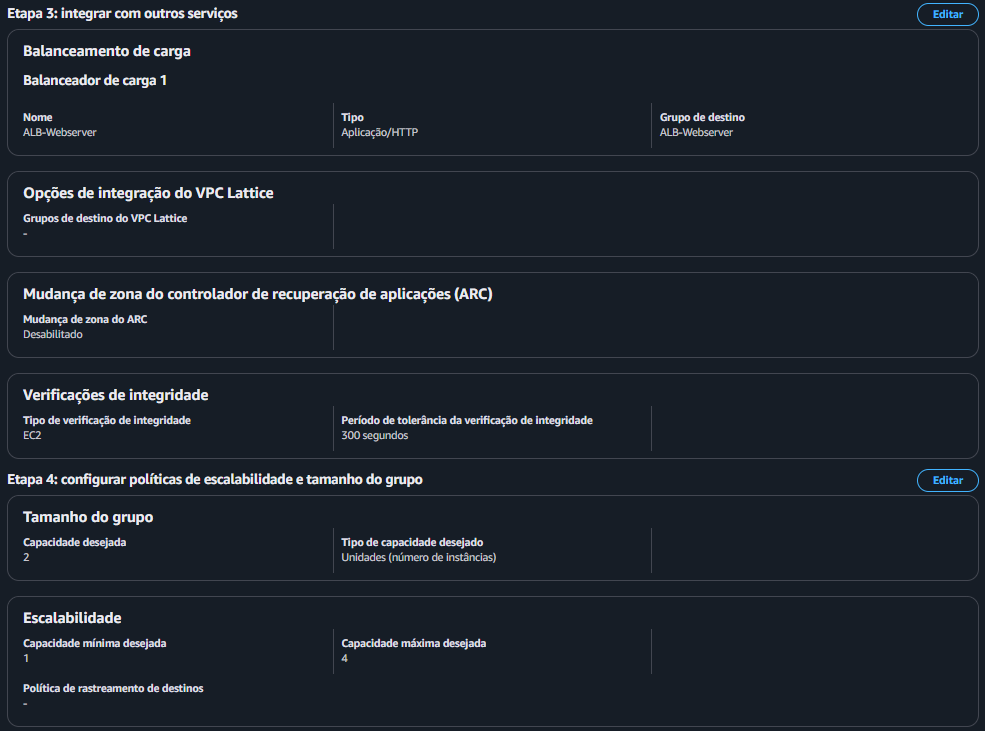 Etapa 3: integrar com outros serviços
Editar
Balanceamento de carga
Balanceador de carga 1
Nome
ALB-Webserver
Tipo
Aplicação/HTTP
Grupo de destino
ALB-Webserver
Opções de integração do VPC Lattice
Grupos de destino do VPC Lattice
-
Mudança de zona do controlador de recuperação de aplicações (ARC)
Mudança de zona do ARC
Desabilitado
Verificações de integridade
Tipo de verificação de integridade
EC2
Período de tolerância da verificação de integridade
300 segundos
Etapa 4: configurar políticas de escalabilidade e tamanho do grupo
Editar
Tamanho do grupo
Capacidade desejada
2
Tipo de capacidade desejado
Unidades (número de instâncias)
Escalabilidade
Capacidade mínima desejada
1
Capacidade máxima desejada
4
Política de rastreamento de destinos
-